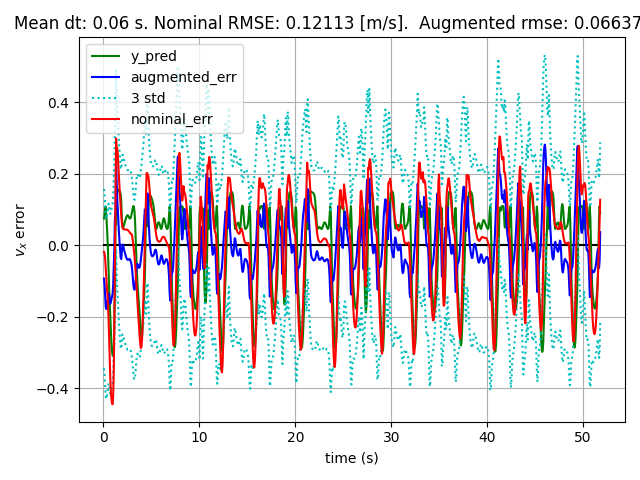 Mean dt: 0.06 s. Nominal RMSE: 0.12113 [m/s].  Augmented rmse: 0.06637
y_pred
augmented_err
3 std
nominal_err
0.4
0.2
0.0
−0.2
−0.4
v_x error
0
10
20
30
40
50
time (s)